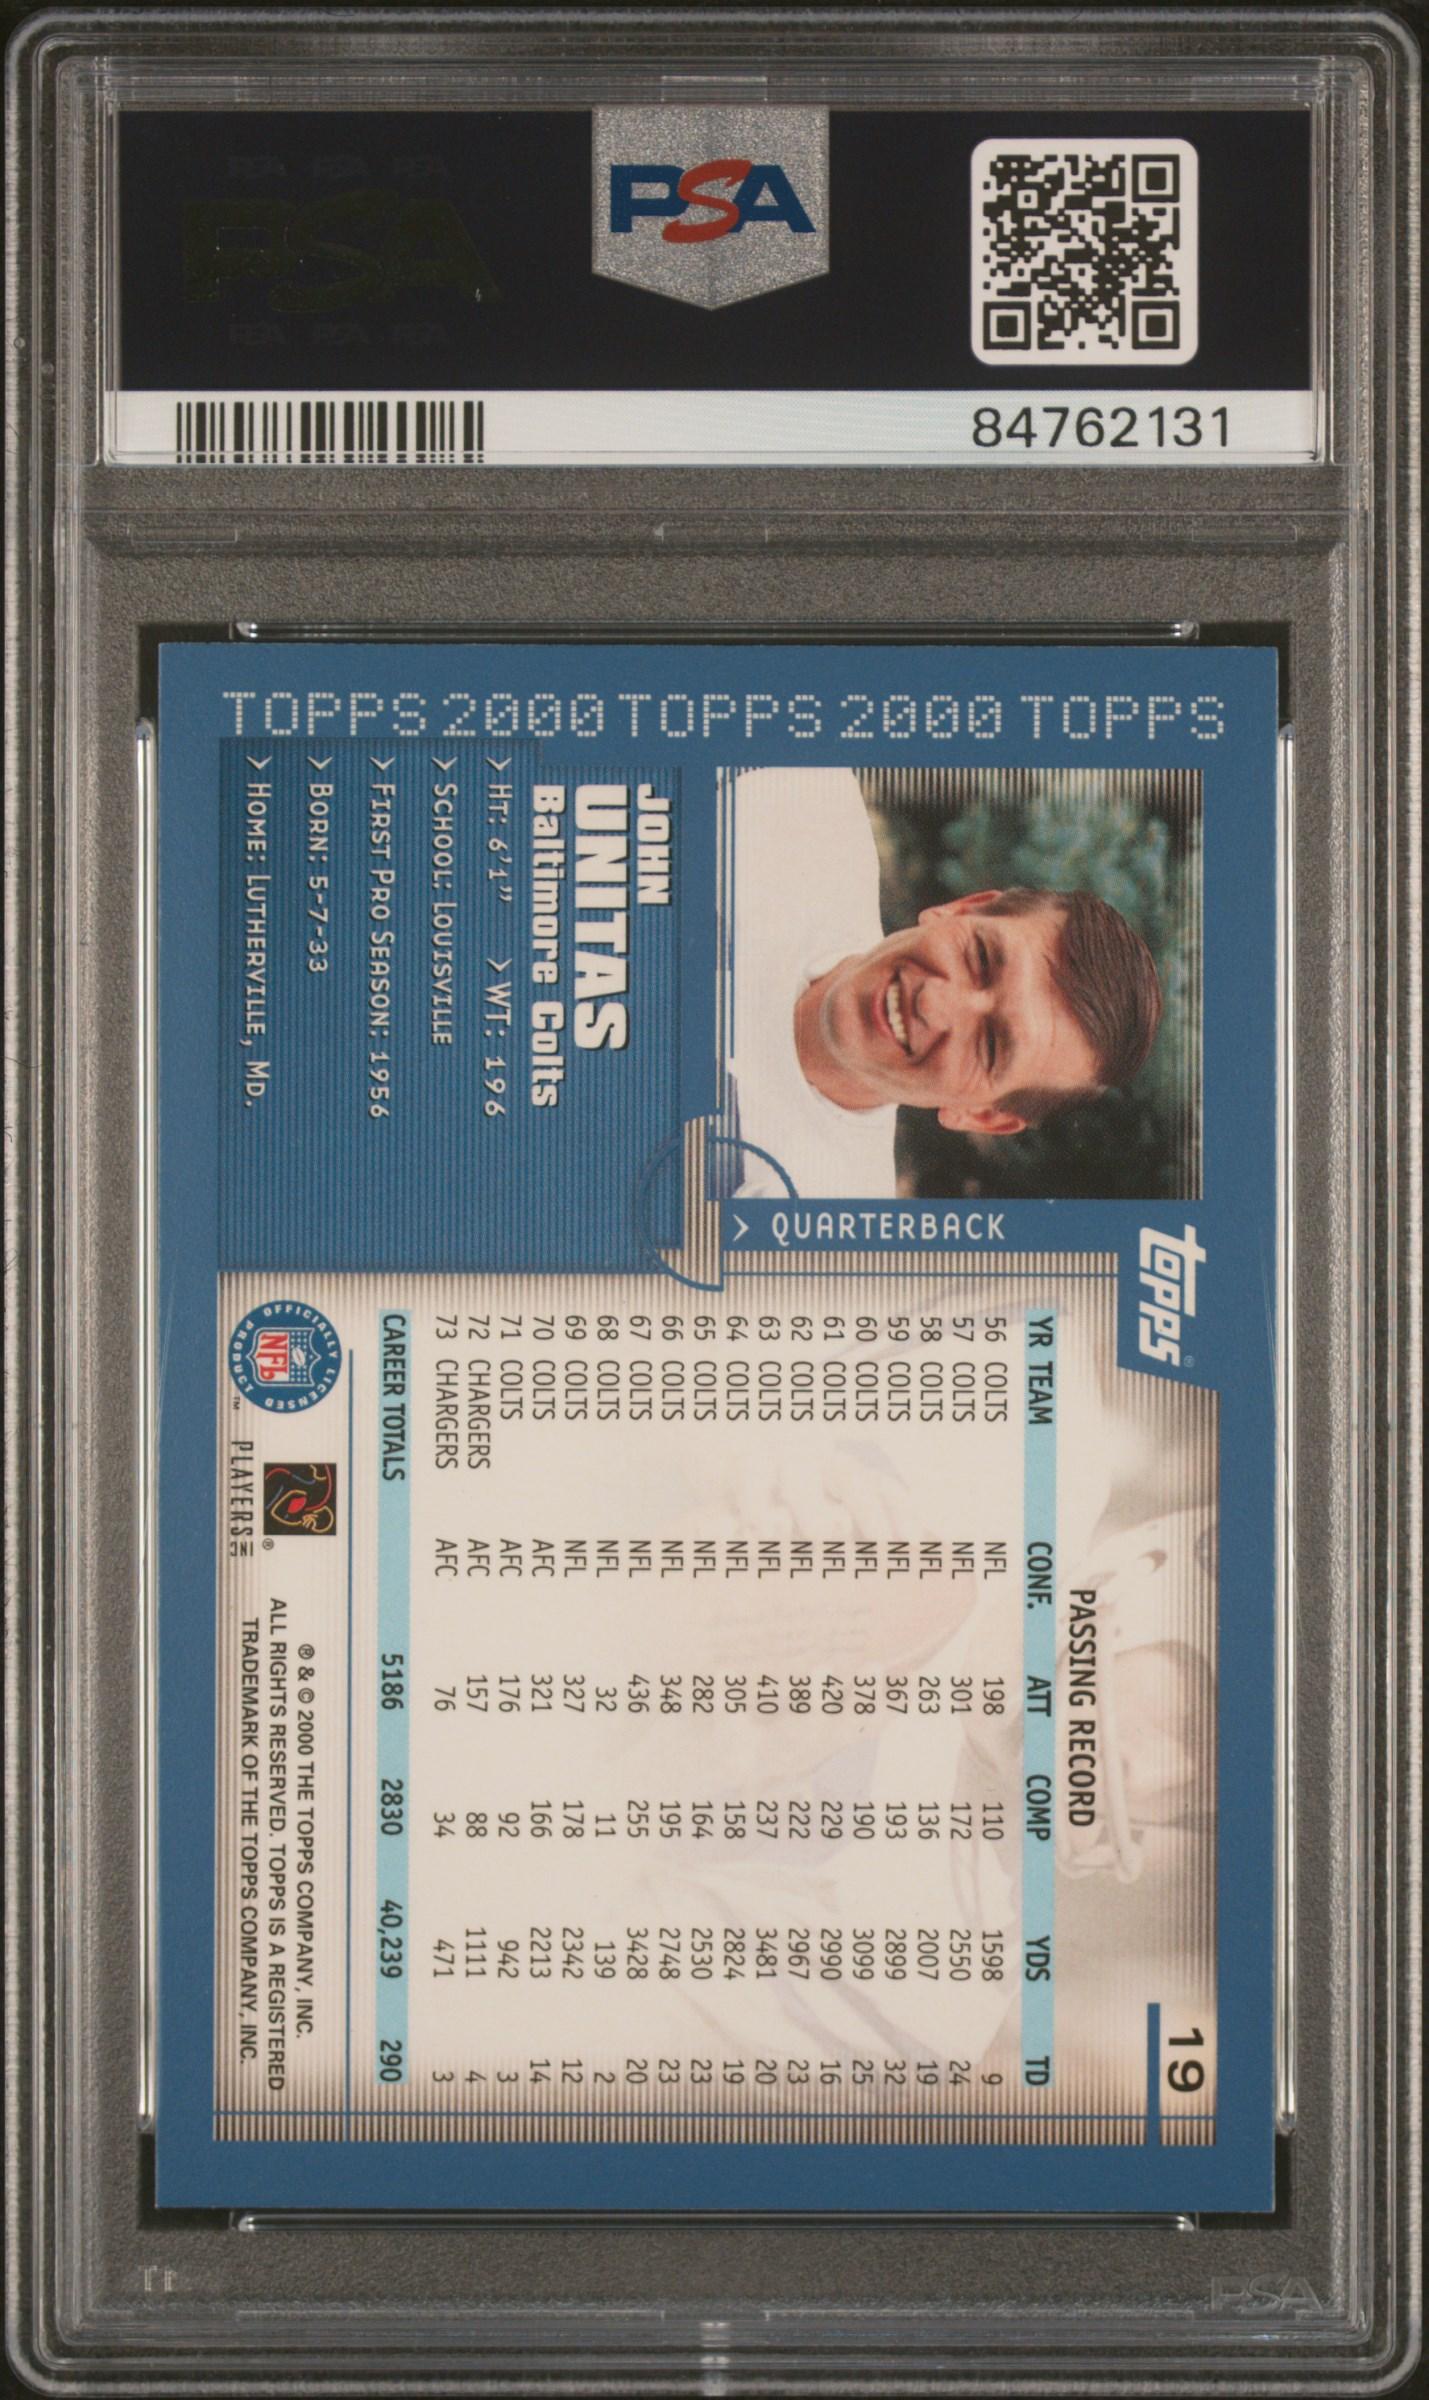 PSA
PSA
84762131
TOPPS 2000 TOPPS 2000 TOPPS
JOHN
UNITAS
Baltimore Colts
> HT: 6'1" > WT: 196
> SCHOOL: LOUISVILLE
> FIRST PRO SEASON: 1956
> BORN: 5-7-33
> HOME: LUTHERVILLE, MD.
> QUARTERBACK
Topps®
19
PASSING RECORD
YR TEAM CONF. ATT COMP YDS TD
56 COLTS NFL 198 110 1598 9
57 COLTS NFL 301 172 2550 24
58 COLTS NFL 263 136 2007 19
59 COLTS NFL 367 193 2899 32
60 COLTS NFL 378 190 3099 25
61 COLTS NFL 420 229 2990 16
62 COLTS NFL 389 222 2967 23
63 COLTS NFL 410 237 3481 20
64 COLTS NFL 305 158 2824 19
65 COLTS NFL 282 164 2530 23
66 COLTS NFL 348 195 2748 23
67 COLTS NFL 436 255 3428 20
68 COLTS NFL 32 11 139 2
69 COLTS NFL 327 178 2342 12
70 COLTS AFC 321 166 2213 14
71 COLTS AFC 176 92 942 3
72 CHARGERS AFC 157 88 1111 4
73 CHARGERS AFC 76 34 471 3
CAREER TOTALS 5186 2830 40,239 290
OFFICIALLY LICENSED PRODUCT ™
NFL
PLAYERS INC ®
® & © 2000 THE TOPPS COMPANY, INC.
ALL RIGHTS RESERVED. TOPPS IS A REGISTERED
TRADEMARK OF THE TOPPS COMPANY, INC.
PSA